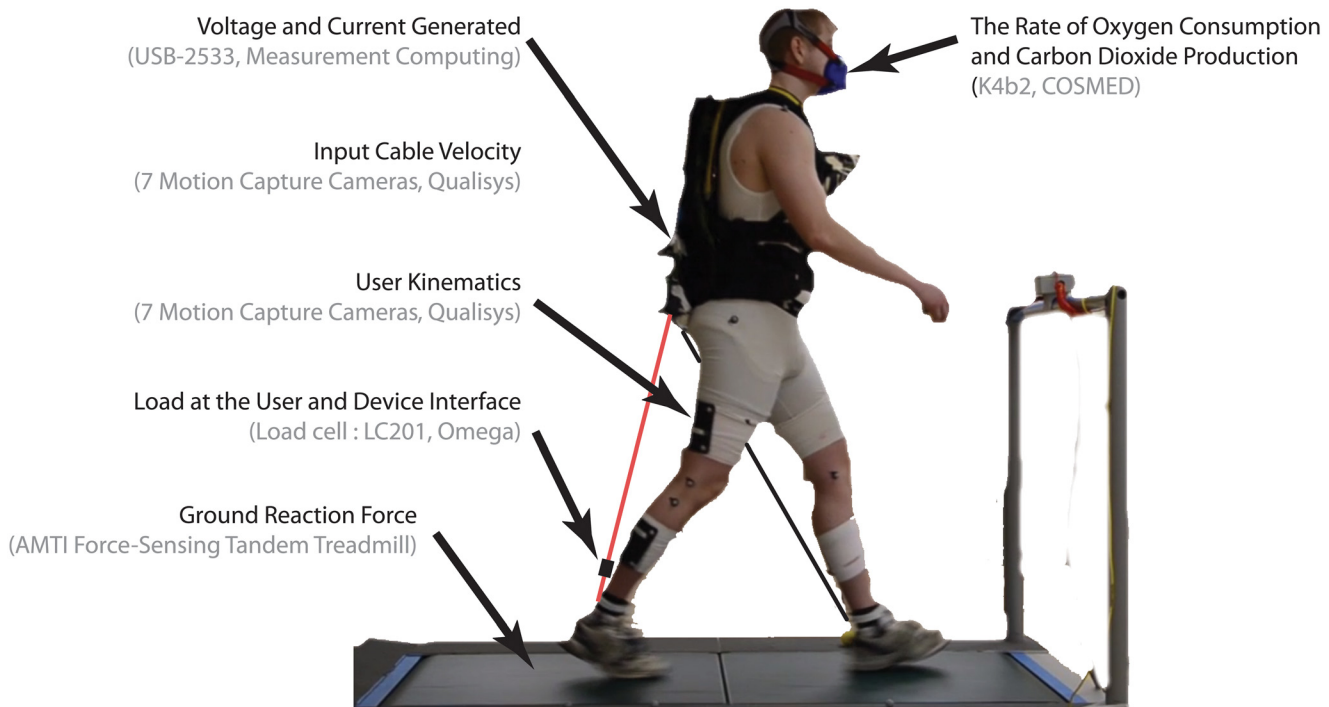 Voltage and Current Generated
(USB-2533, Measurement Computing)
Input Cable Velocity
(7 Motion Capture Cameras, Qualisys)
User Kinematics
(7 Motion Capture Cameras, Qualisys)
Load at the User and Device Interface
(Load cell : LC201, Omega)
Ground Reaction Force
(AMTI Force-Sensing Tandem Treadmill)
The Rate of Oxygen Consumption
and Carbon Dioxide Production
(K4b2, COSMED)